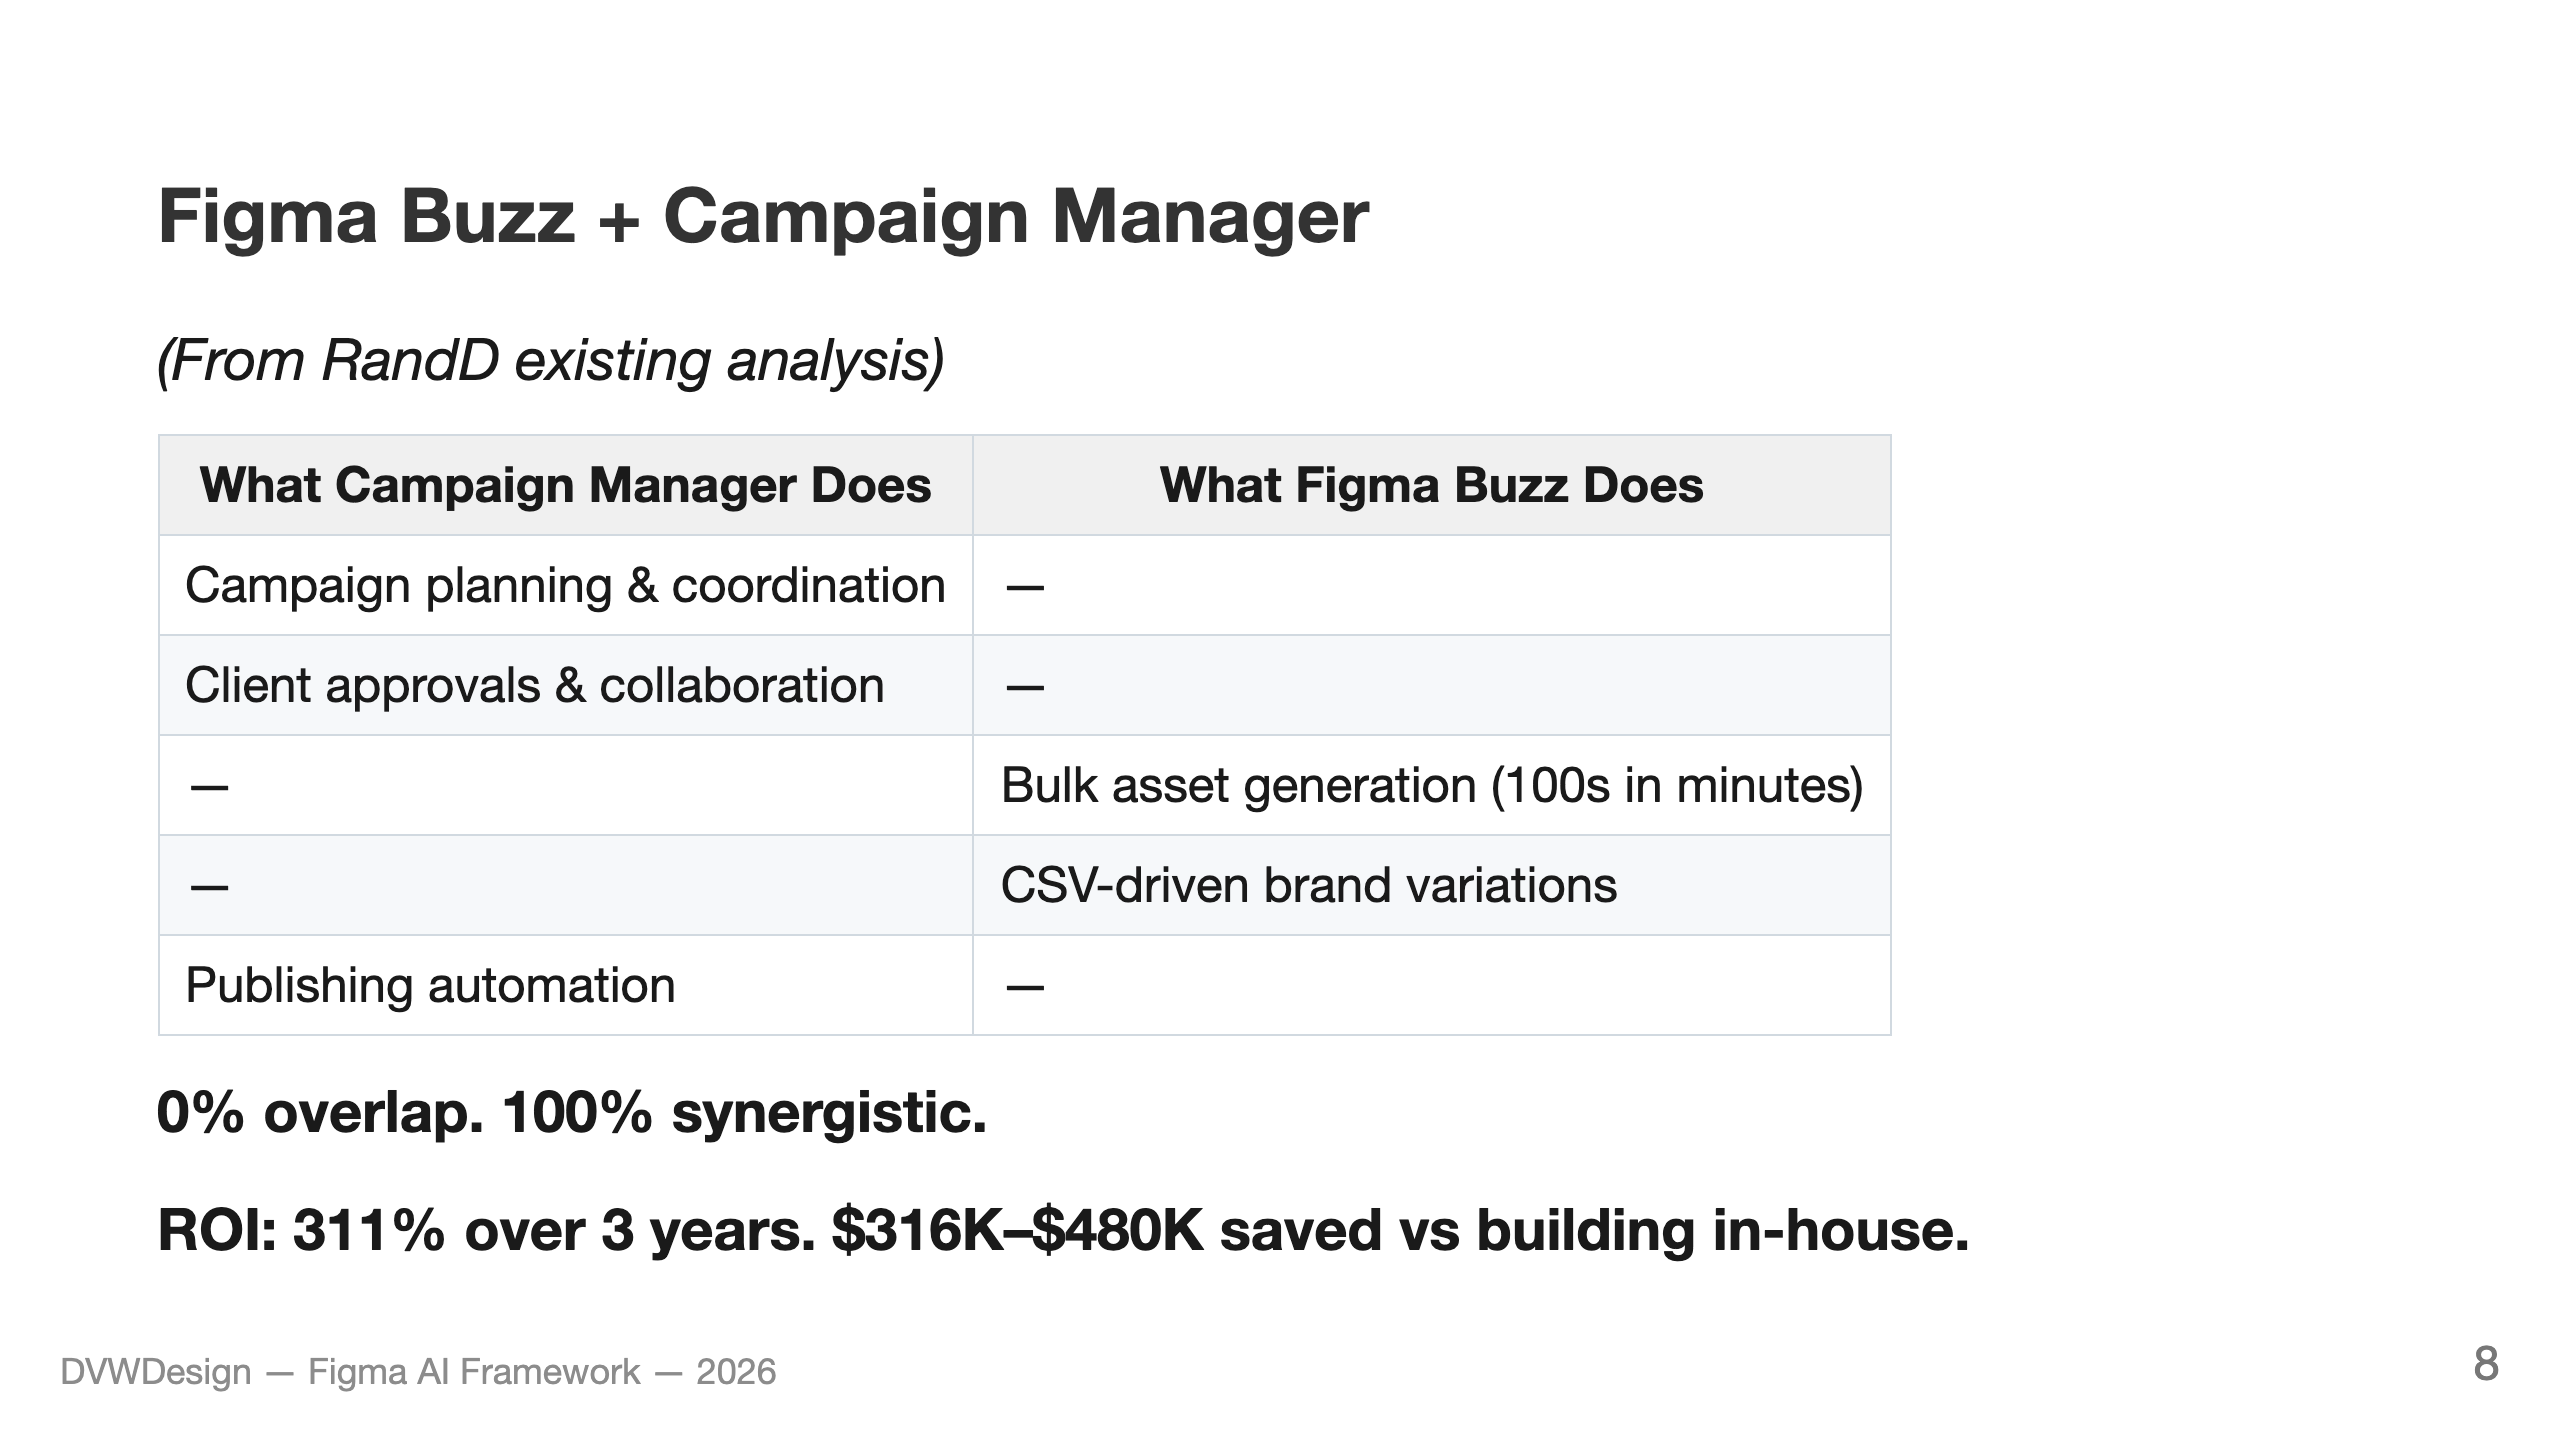 Figma Buzz + Campaign Manager
(From RandD existing analysis)
What Campaign Manager Does
What Figma Buzz Does
Campaign planning & coordination
—
Client approvals & collaboration
—
—
Bulk asset generation (100s in minutes)
—
CSV-driven brand variations
Publishing automation
—
0% overlap. 100% synergistic.
ROI: 311% over 3 years. $316K–$480K saved vs building in-house.
DVWDesign — Figma AI Framework — 2026
8